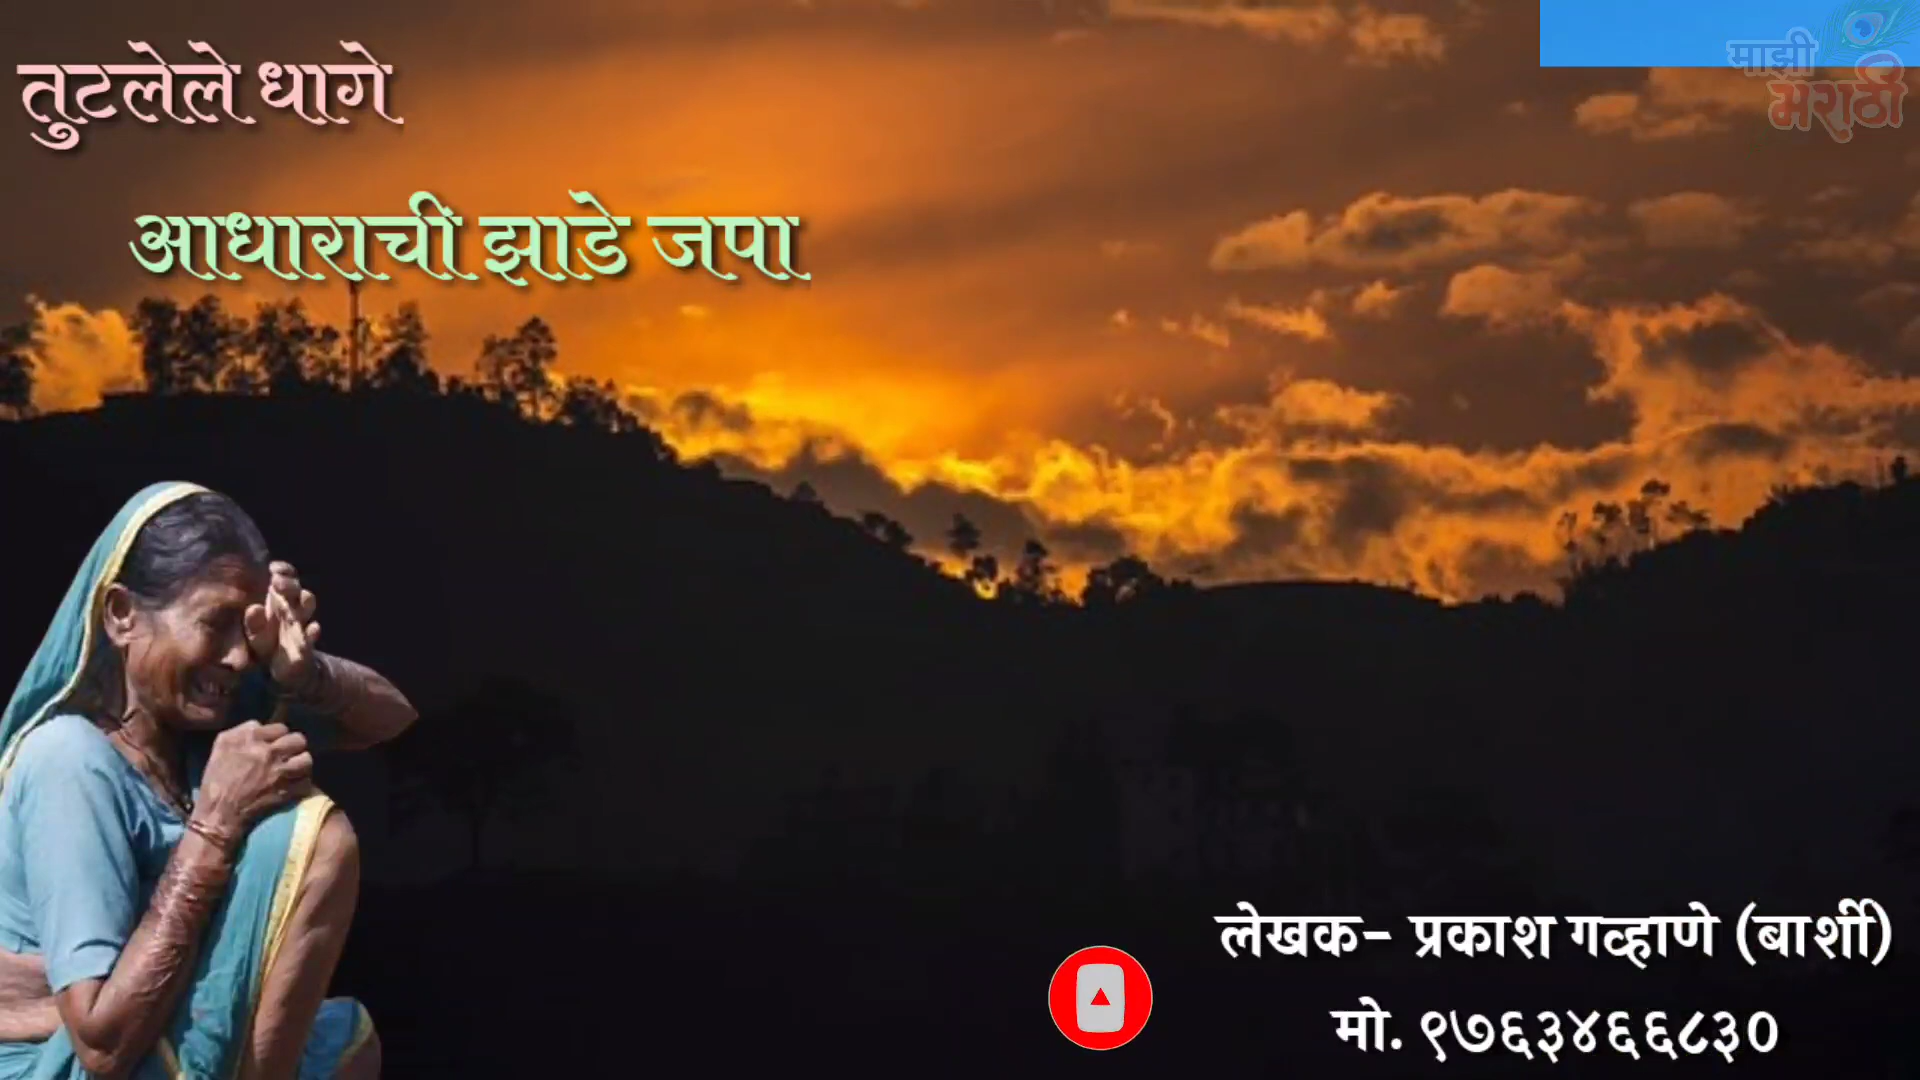 तुटलेले धागे
माझी
मराठी
आधाराची झाडे जपा
लेखक- प्रकाश गव्हाणे (बार्शी)
मो. ९७६३४६६८३०